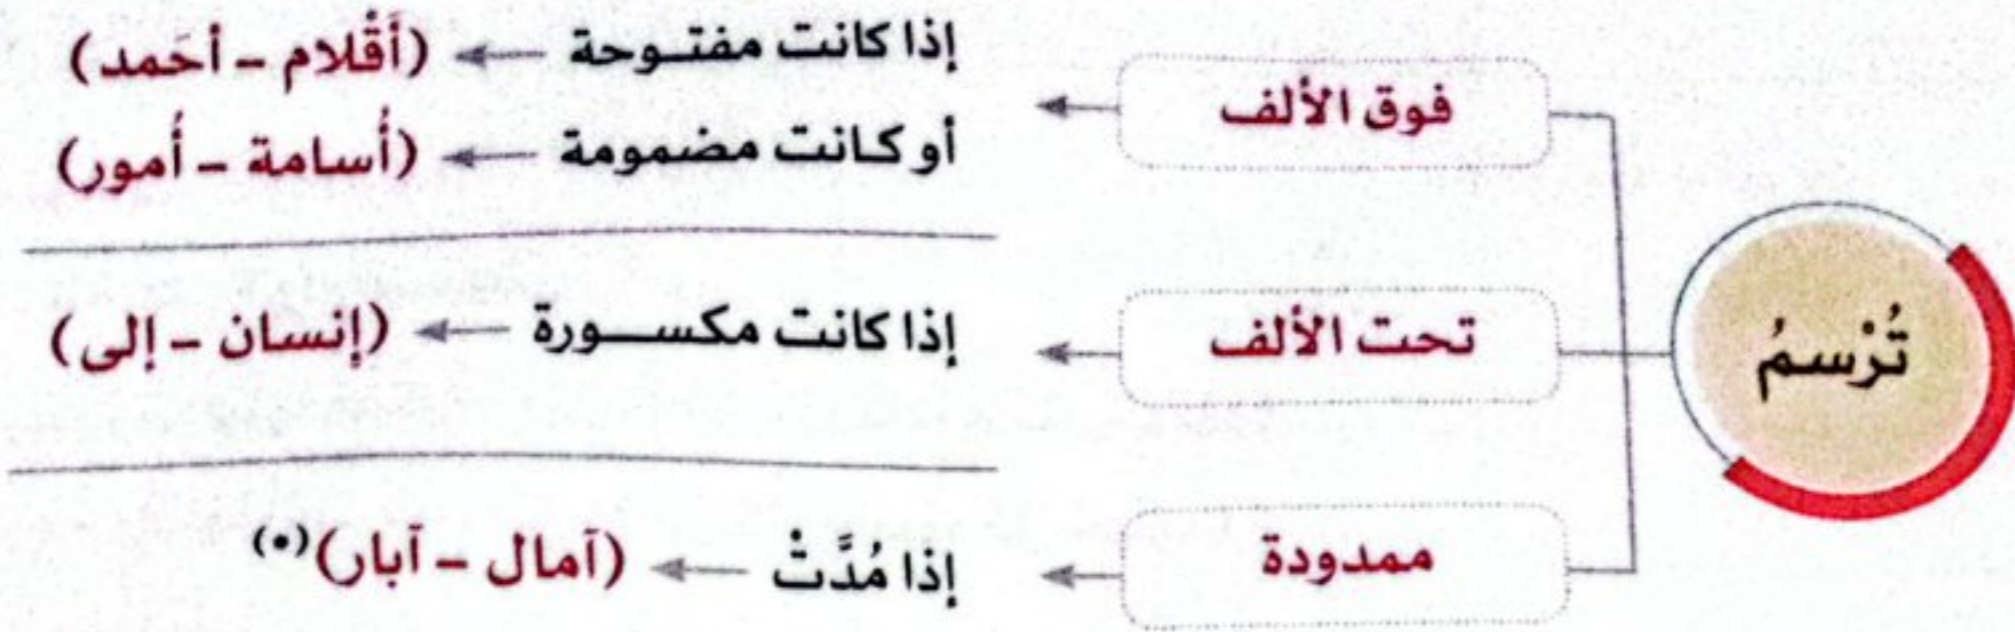 تُرْسمُ
فوق الألف
إذا كانت مفتوحة ← (أَقْلام – أحَمد)
أو كانت مضمومة ← (أُسامة – أُمور)
تحت الألف
إذا كانت مكسورة ← (إنسان – إلى)
ممدودة
إذا مُدَّتْ ← (آمال – آبار)(•)